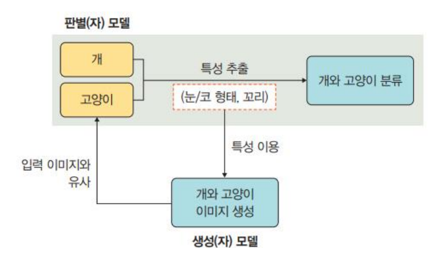 판별(자) 모델
개
고양이
특성 추출
(눈/코 형태, 꼬리)
개와 고양이 분류
입력 이미지와
유사
특성 이용
개와 고양이
이미지 생성
생성(자) 모델